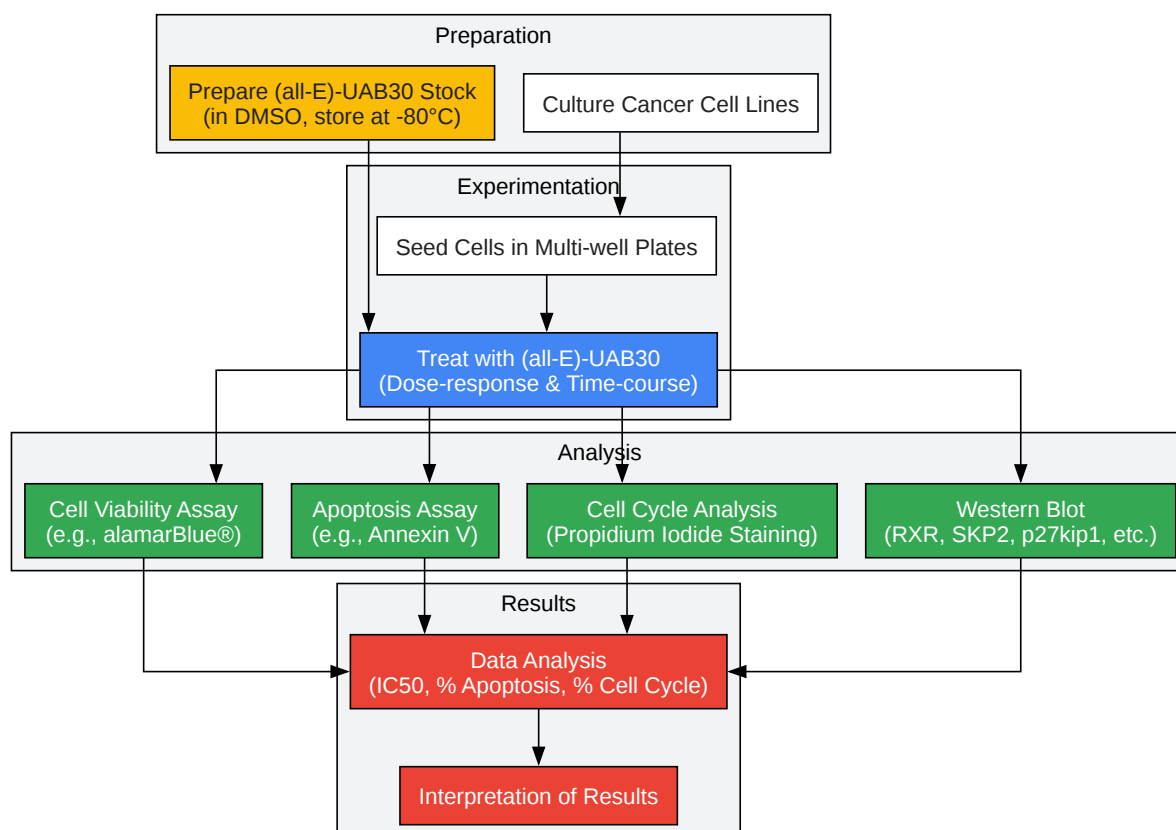 Preparation
Prepare (all-E)-UAB30 Stock
(in DMSO, store at -80°C)
Culture Cancer Cell Lines
Experimentation
Seed Cells in Multi-well Plates
Treat with (all-E)-UAB30
(Dose-response & Time-course)
Analysis
Cell Viability Assay
(e.g., alamarBlue®)
Apoptosis Assay
(e.g., Annexin V)
Cell Cycle Analysis
(Propidium Iodide Staining)
Western Blot
(RXR, SKP2, p27kip1, etc.)
Results
Data Analysis
(IC50, % Apoptosis, % Cell Cycle)
Interpretation of Results